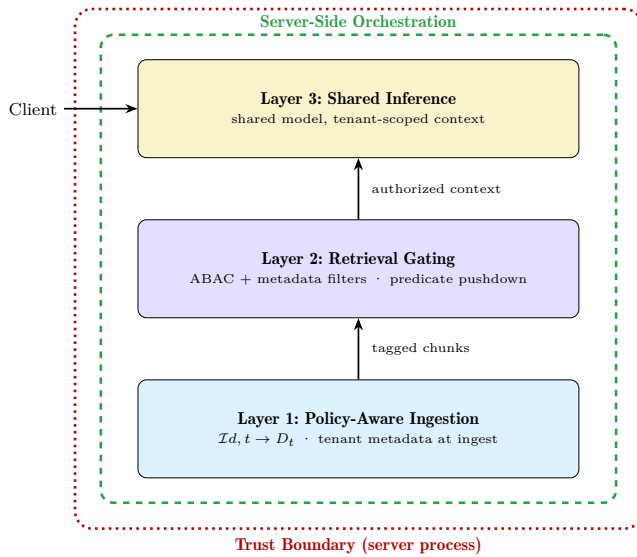 Server-Side Orchestration
Layer 3: Shared Inference
shared model, tenant-scoped context
Client
authorized context
Layer 2: Retrieval Gating
ABAC + metadata filters · predicate pushdown
tagged chunks
Layer 1: Policy-Aware Ingestion
ℐd, t → Dₜ · tenant metadata at ingest
Trust Boundary (server process)